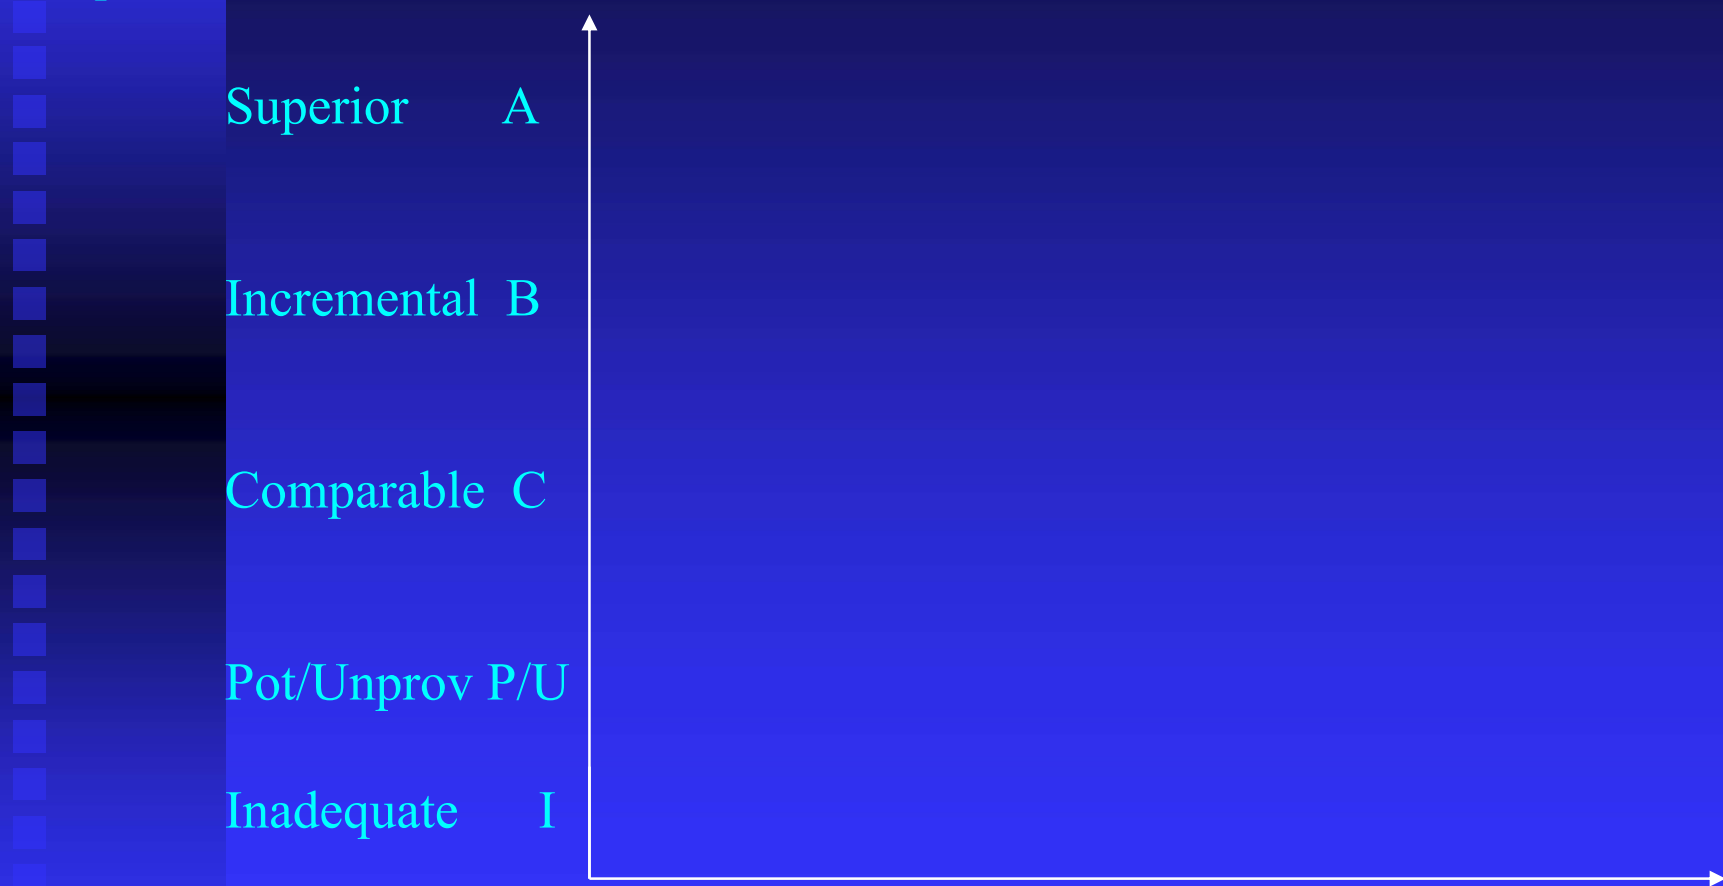 Superior A
Incremental B
Comparable C
Pot/Unprov P/U
Inadequate I